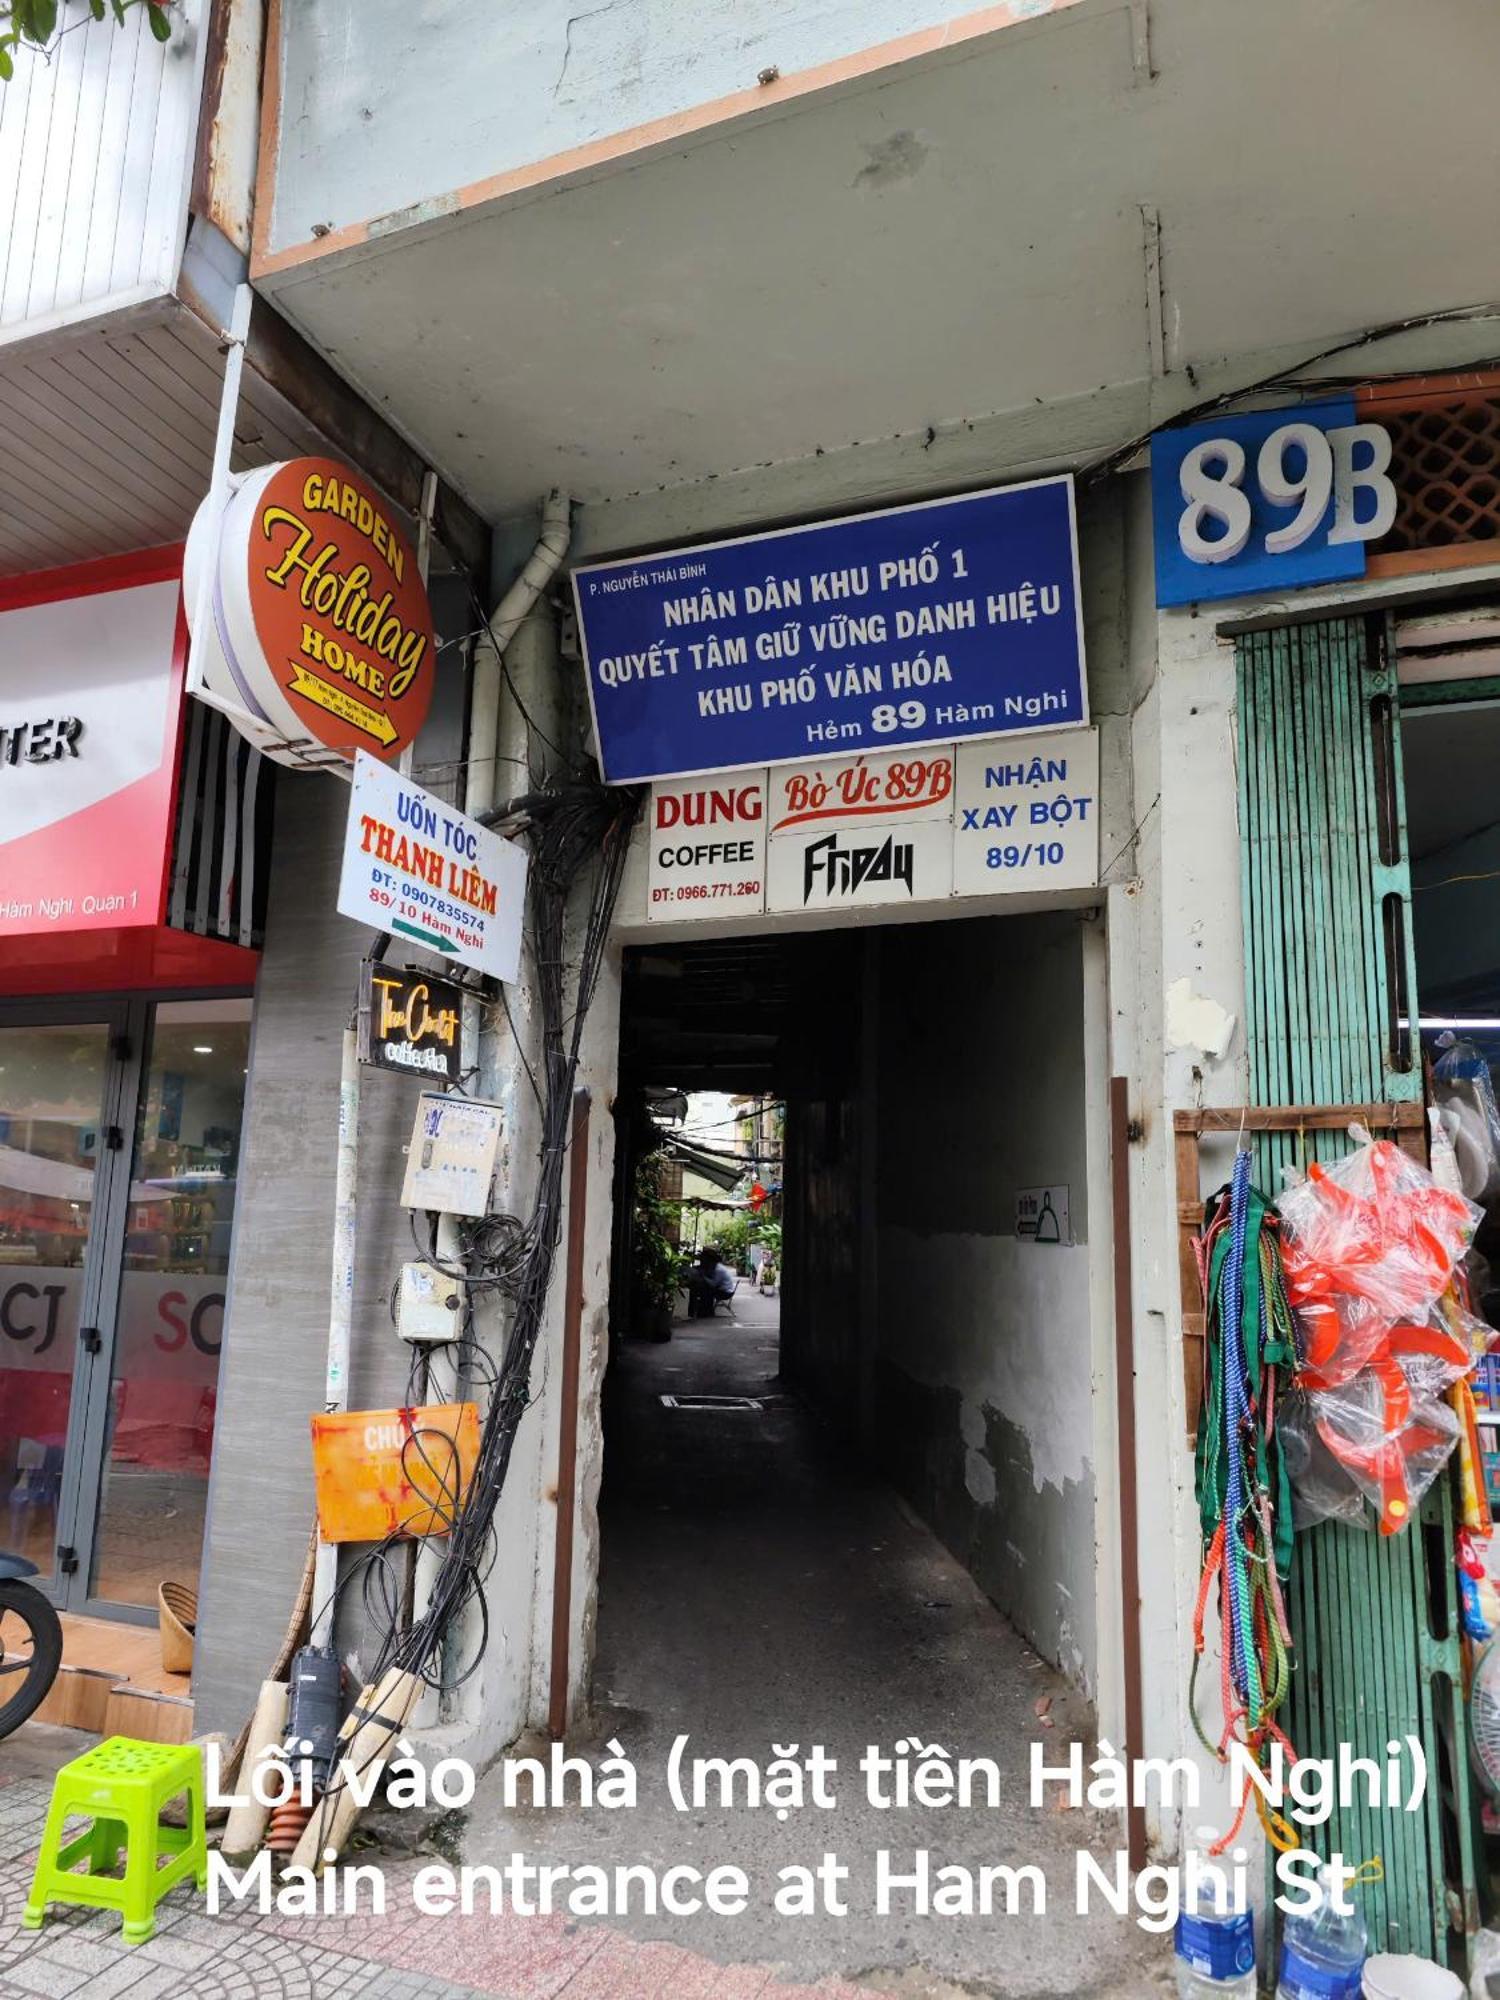 GARDEN
Holiday
HOME
89B
P. NGUYỄN THÁI BÌNH
NHÂN DÂN KHU PHỐ 1
QUYẾT TÂM GIỮ VỮNG DANH HIỆU
KHU PHỐ VĂN HÓA
Hẻm 89 Hàm Nghi
TER
Hàm Nghi, Quận 1
UỐN TÓC
THANH LIÊM
ĐT: 0907835574
89/10 Hàm Nghi
DUNG
COFFEE
ĐT: 0966.771.260
Bò Úc 89B
Friday
NHẬN
XAY BỘT
89/10
The
CJ
SC
CHÚ Ý
Lối vào nhà (mặt tiền Hàm Nghi)
Main entrance at Ham Nghi St